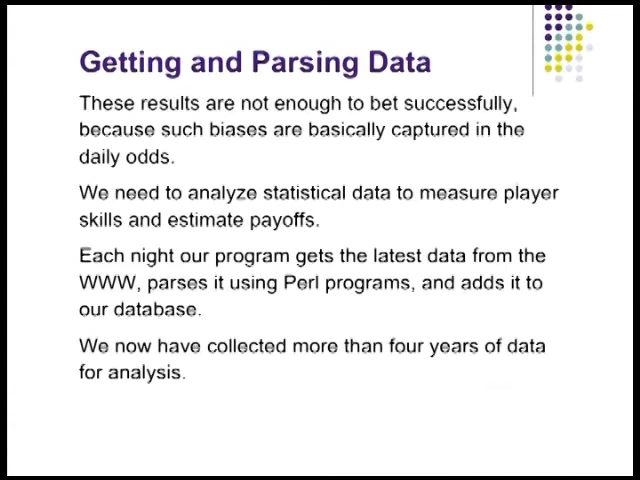 Getting and Parsing Data
These results are not enough to bet successfully,
because such biases are basically captured in the
daily odds.
We need to analyze statistical data to measure player
skills and estimate payoffs.
Each night our program gets the latest data from the
WWW, parses it using Perl programs, and adds it to
our database.
We now have collected more than four years of data
for analysis.